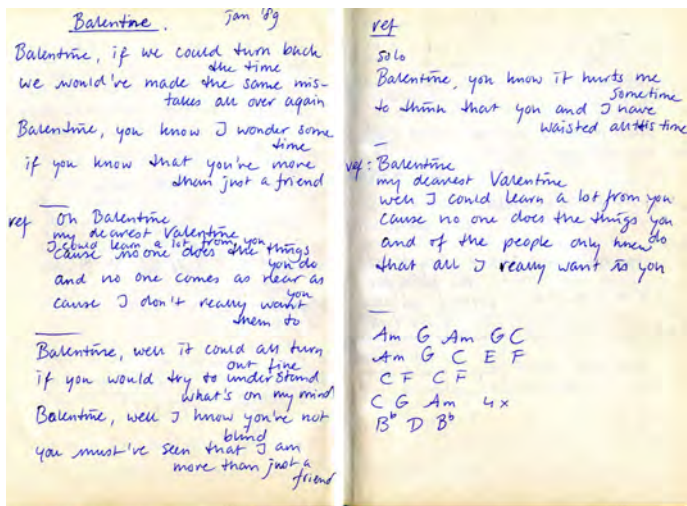 Balentine. jan '89
Balentine, if we could turn back
the time
we would've made the same mis-
takes all over again
Balentine, you know I wonder some
time
if you know that you're more
than just a friend
ref Oh Balentine
my dearest Valentine
I could learn a lot from you
cause no one does the things
you do
and no one comes as near as
you
cause I don't really want
them to
Balentine, well it could all turn
out fine
if you would try to understand
what's on my mind
Balentine, well I know you're not
blind
you must've seen that I am
more than just a
friend
ref
solo
Balentine, you know it hurts me
sometime
to think that you and I have
waisted all this time
ref: Balentine
my dearest Valentine
well I could learn a lot from you
cause no one does the things you
do
and of the people only knew
that all I really want is you
Am G Am G C
Am G C E F
C F C F
C G Am 4x
Bb D Bb